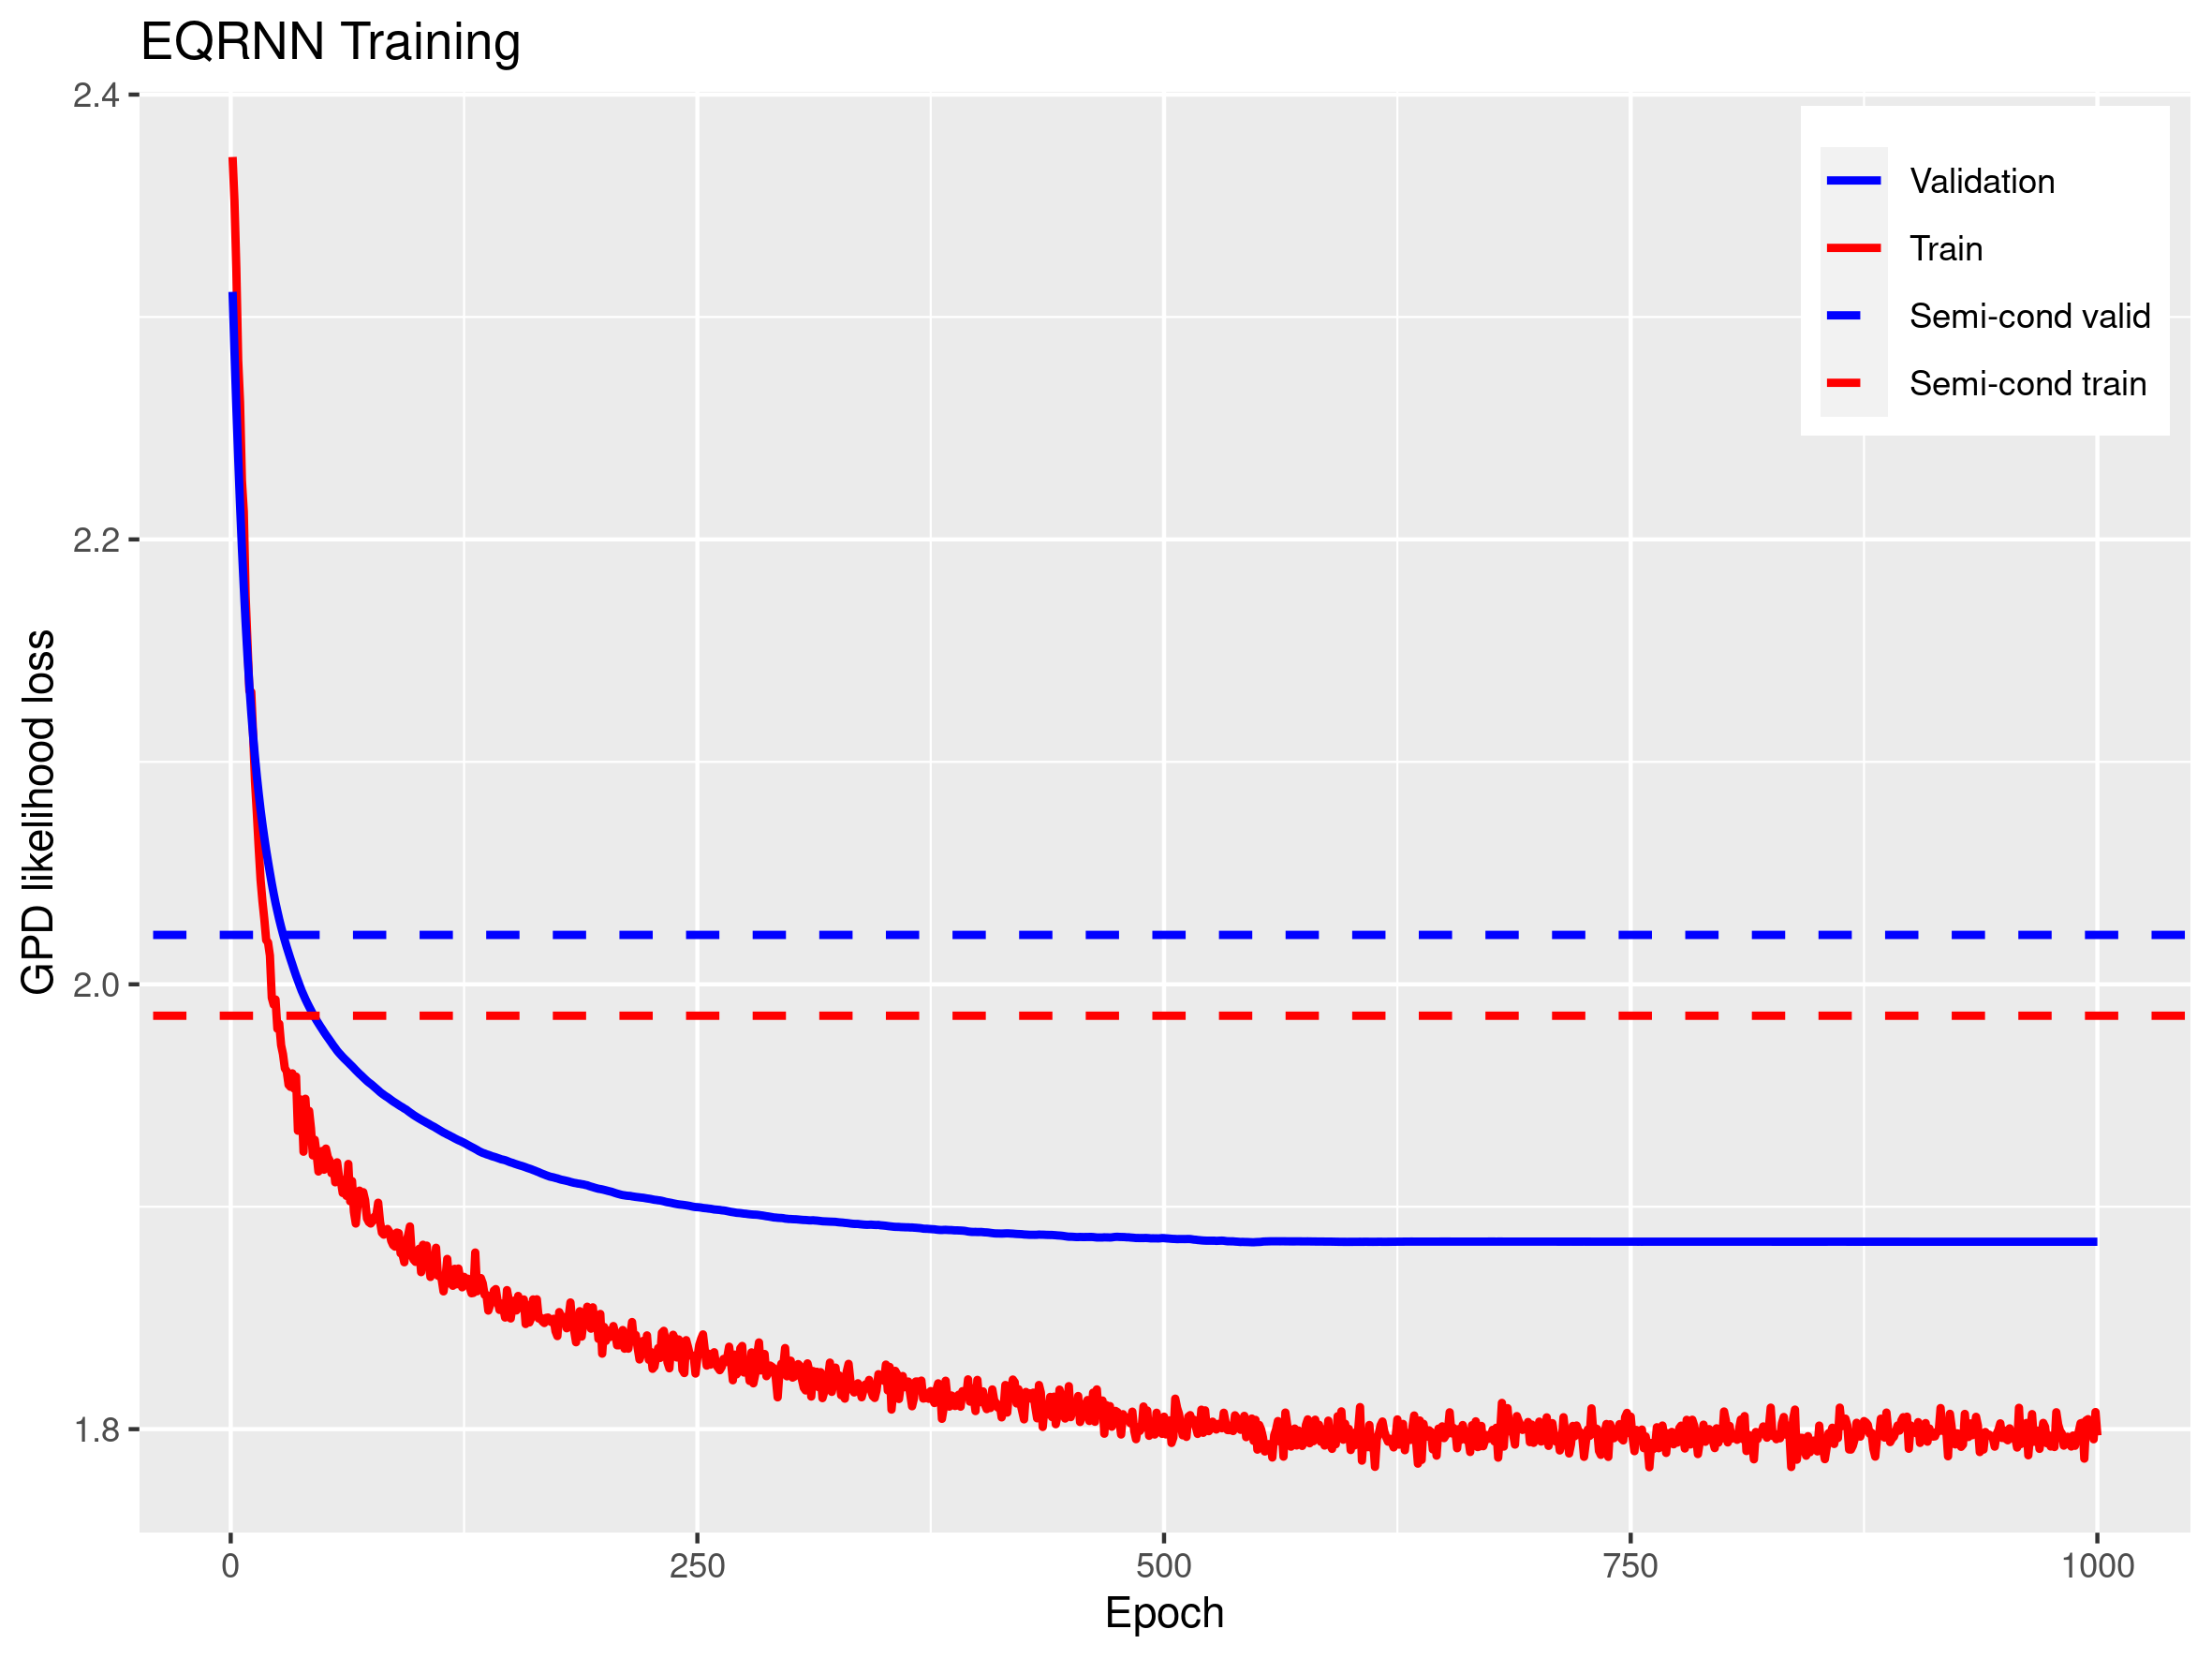 EQRNN Training
2.4
2.2
2.0
1.8
GPD likelihood loss
Validation
Train
Semi-cond valid
Semi-cond train
0
250
500
750
1000
Epoch